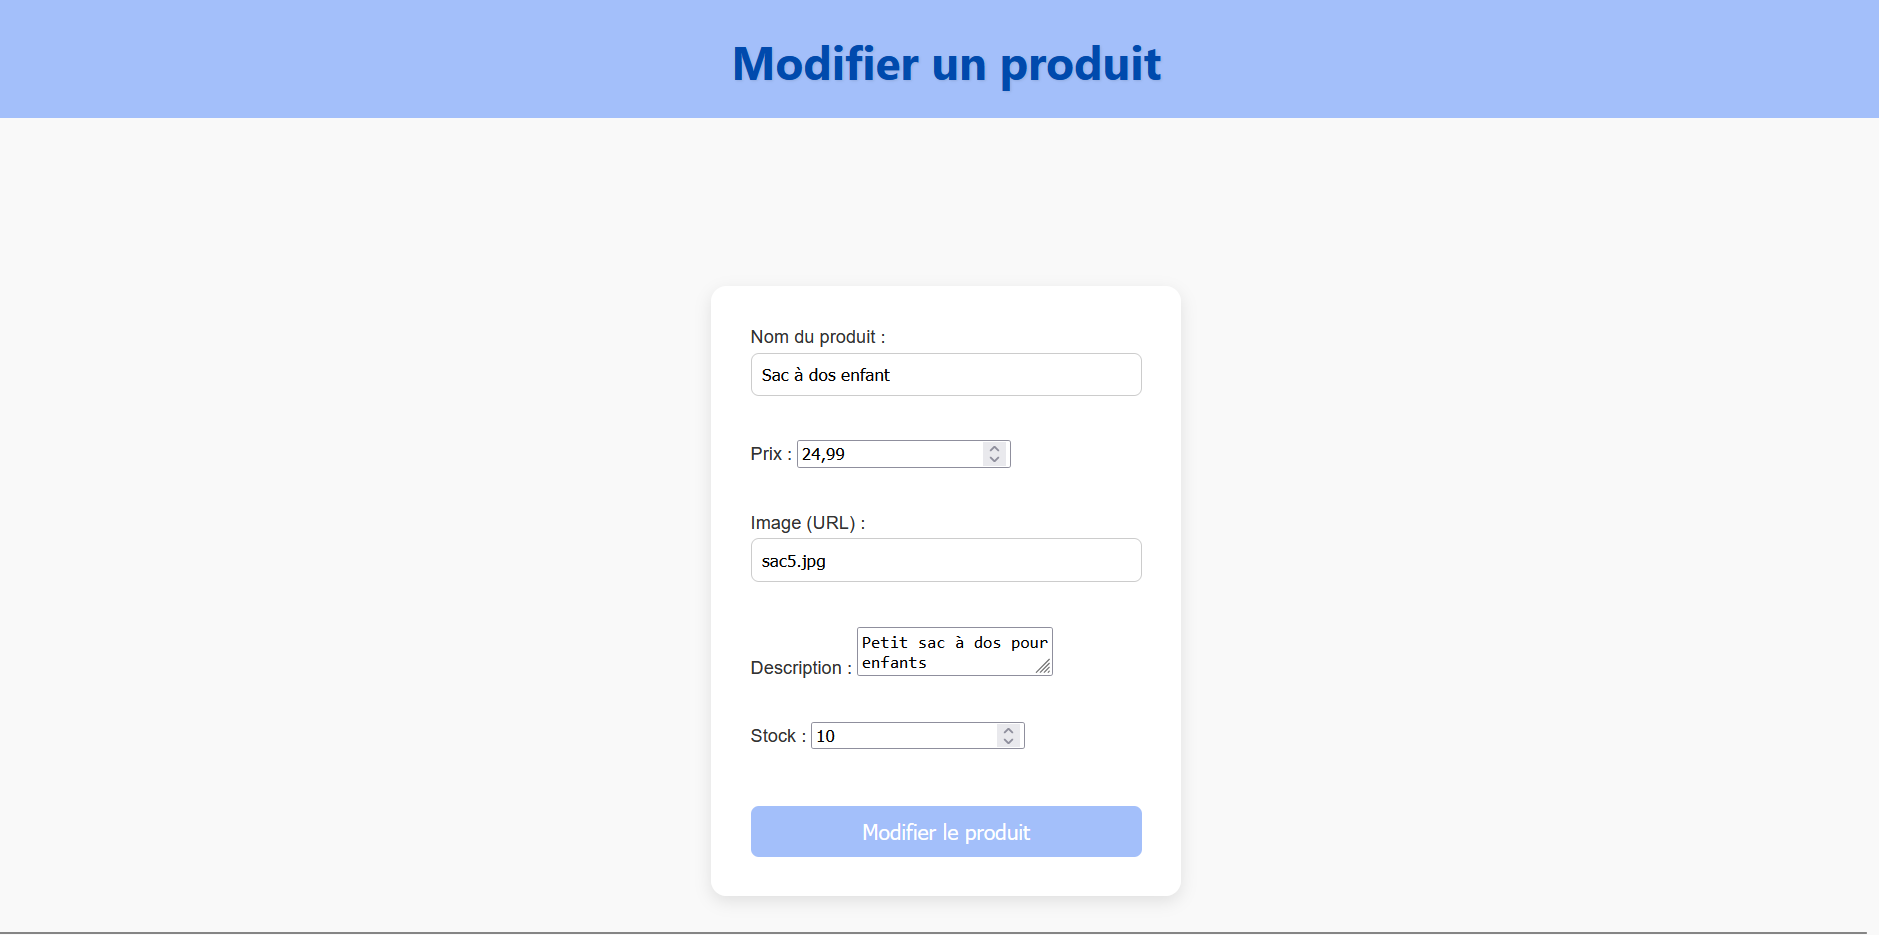 Modifier un produit
Nom du produit :
Sac à dos enfant
Prix : 24,99
Image (URL) :
sac5.jpg
Description : Petit sac à dos pour
enfants
Stock : 10
Modifier le produit